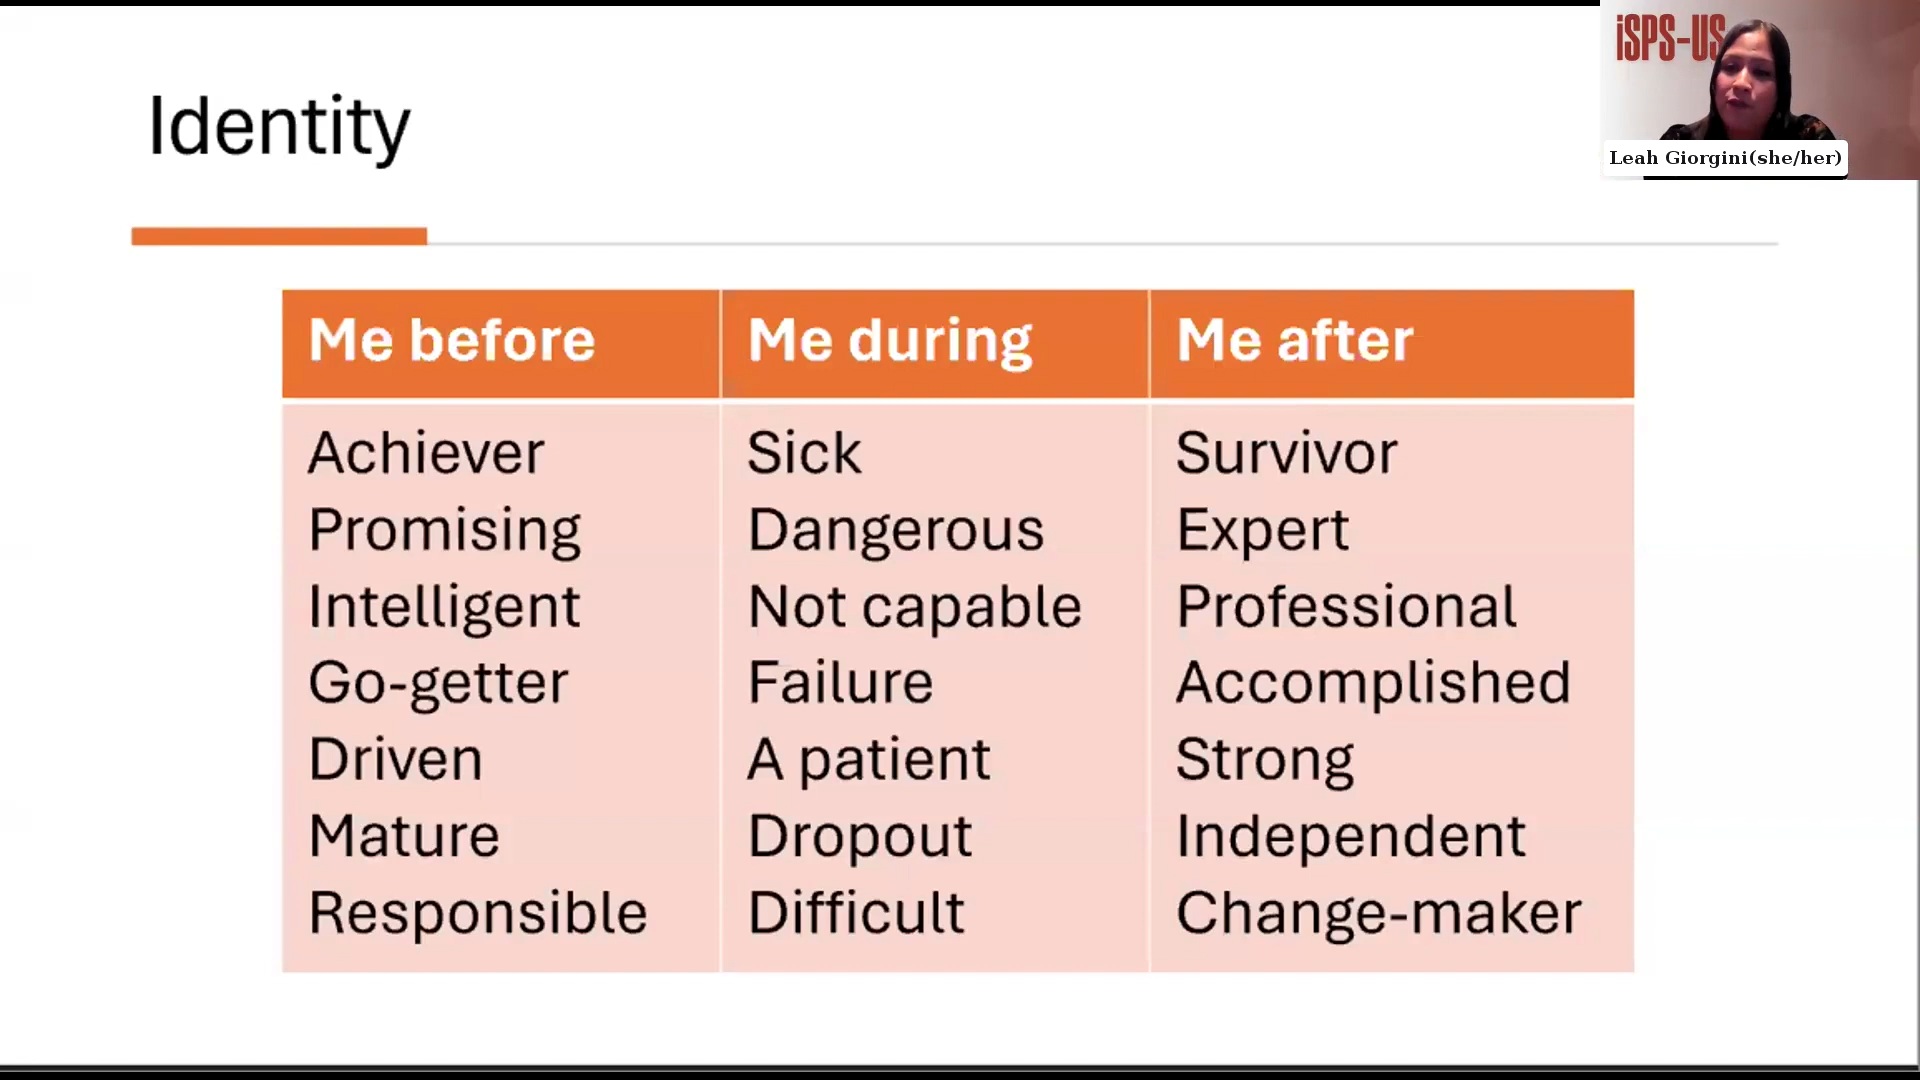 iSPS-US
Leah Giorgini(she/her)
Identity
Me before
Me during
Me after
Achiever
Promising
Intelligent
Go-getter
Driven
Mature
Responsible
Sick
Dangerous
Not capable
Failure
A patient
Dropout
Difficult
Survivor
Expert
Professional
Accomplished
Strong
Independent
Change-maker